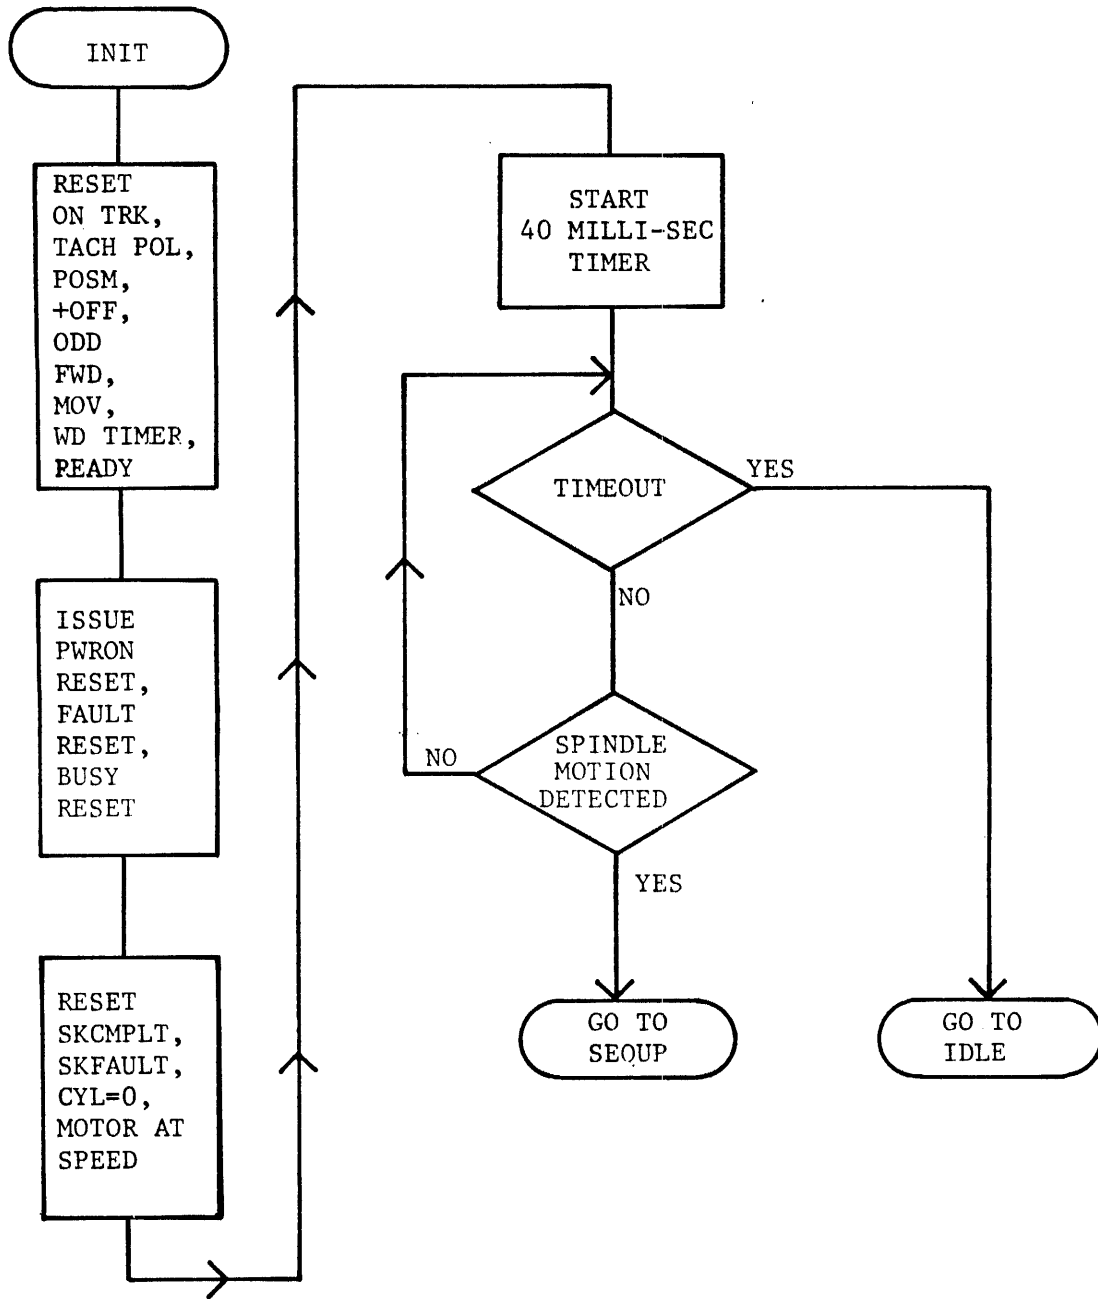 INIT
RESET
ON TRK,
TACH POL,
POSM,
+OFF,
ODD
FWD,
MOV,
WD TIMER,
READY
ISSUE
PWRON
RESET,
FAULT
RESET,
BUSY
RESET
RESET
SKCMPLT,
SKFAULT,
CYL=0,
MOTOR AT
SPEED
START
40 MILLI-SEC
TIMER
TIMEOUT
YES
NO
SPINDLE
MOTION
DETECTED
NO
YES
GO TO
SEQUP
GO TO
IDLE